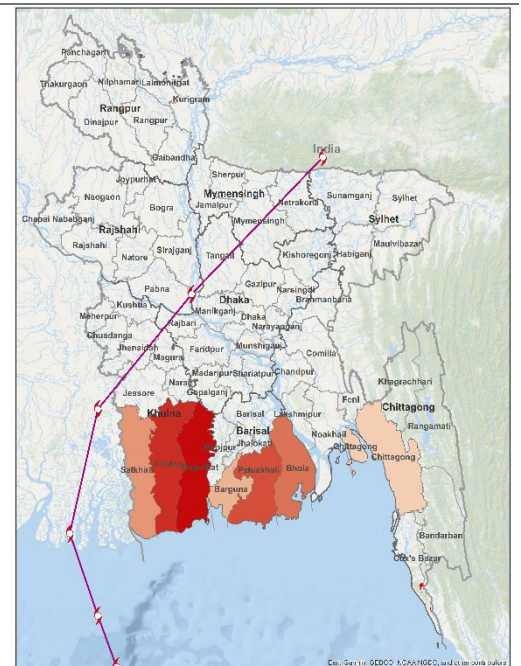 Panchagarh
Thakurgaon Nilphamari Lalmonirhat
Rangpur Kurigram
Dinajpur Rangpur
Gaibandha
India
Joypurhat
Sherpur
Naogaon Mymensingh Netrakona Sunamganj Sylhet
Bogra Jamalpur
Chapai Nababganj Mymensingh Sylhet
Rajshahi
Rajshahi Sirajganj Tangail Kishoreganj Habiganj Maulvibazar
Natore
Gazipur
Pabna Narsingdi
Kushtia Dhaka Brahmanbaria
Meherpur Manikganj
Rajbari Dhaka
Chuadanga Narayanganj
Jhenaidah Faridpur Munshiganj Comilla
Magura
Madaripur Shariatpur Chandpur Khagrachhari
Jessore Narail Gopalganj
Feni
Khulna Barisal Lakshmipur Chittagong
Rangamati
Barisal Noakhali
Jhalokati Chittagong
Satkhira Patuakhali Bhola Chittagong
Barguna
Bandarban
Cox's Bazar